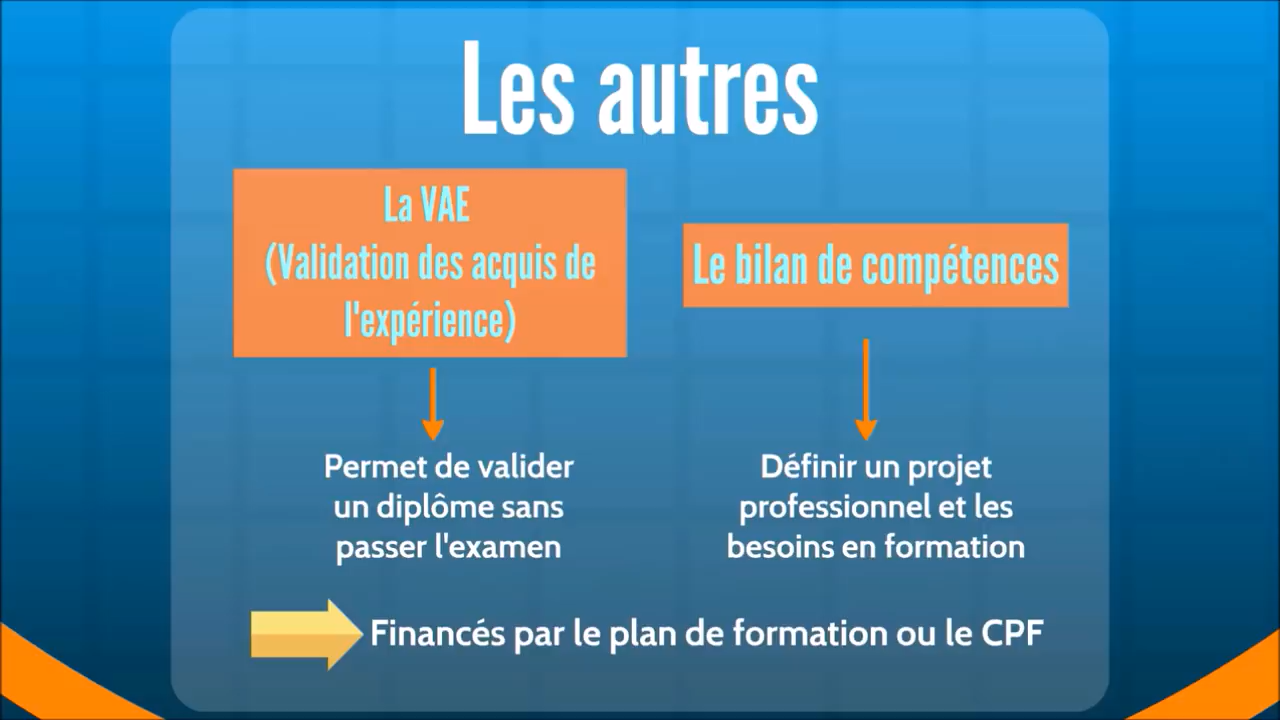 Les autres
La VAE
(Validation des acquis de
l'expérience)
Le bilan de compétences
Permet de valider
un diplôme sans
passer l'examen
Définir un projet
professionnel et les
besoins en formation
Financés par le plan de formation ou le CPF